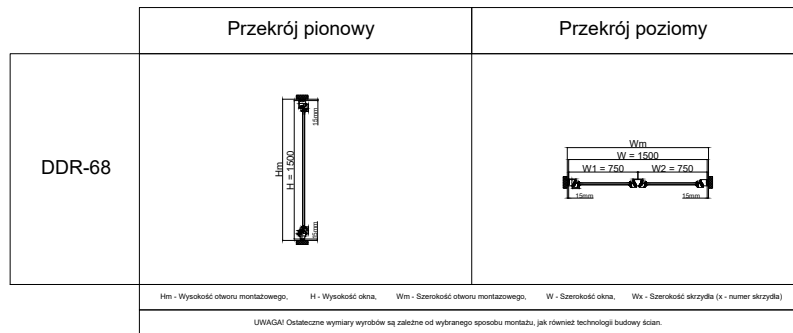 Przekrój pionowy
Przekrój poziomy
DDR-68
Hm
H = 1500
15mm
15mm
Wm
W = 1500
W1 = 750
W2 = 750
15mm
15mm
Hm - Wysokość otworu montażowego, H - Wysokość okna, Wm - Szerokość otworu montazowego, W - Szerokość okna, Wx - Szerokość skrzydła (x - numer skrzydła)
UWAGA! Ostateczne wymiary wyrobów są zależne od wybranego sposobu montażu, jak również technologii budowy ścian.